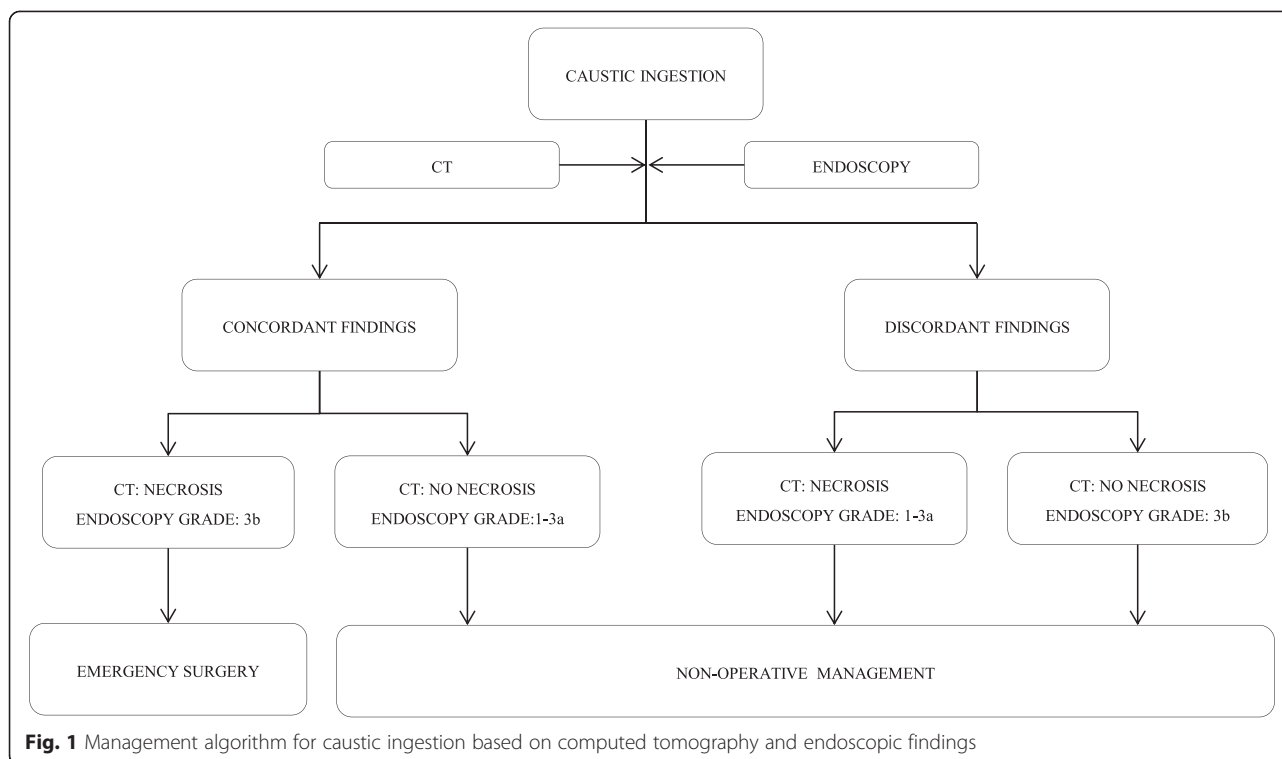 CAUSTIC INGESTION
CT
ENDOSCOPY
CONCORDANT FINDINGS
DISCORDANT FINDINGS
CT: NECROSIS
ENDOSCOPY GRADE: 3b
CT: NO NECROSIS
ENDOSCOPY GRADE:1-3a
CT: NECROSIS
ENDOSCOPY GRADE: 1-3a
CT: NO NECROSIS
ENDOSCOPY GRADE: 3b
EMERGENCY SURGERY
NON-OPERATIVE MANAGEMENT
Fig. 1 Management algorithm for caustic ingestion based on computed tomography and endoscopic findings